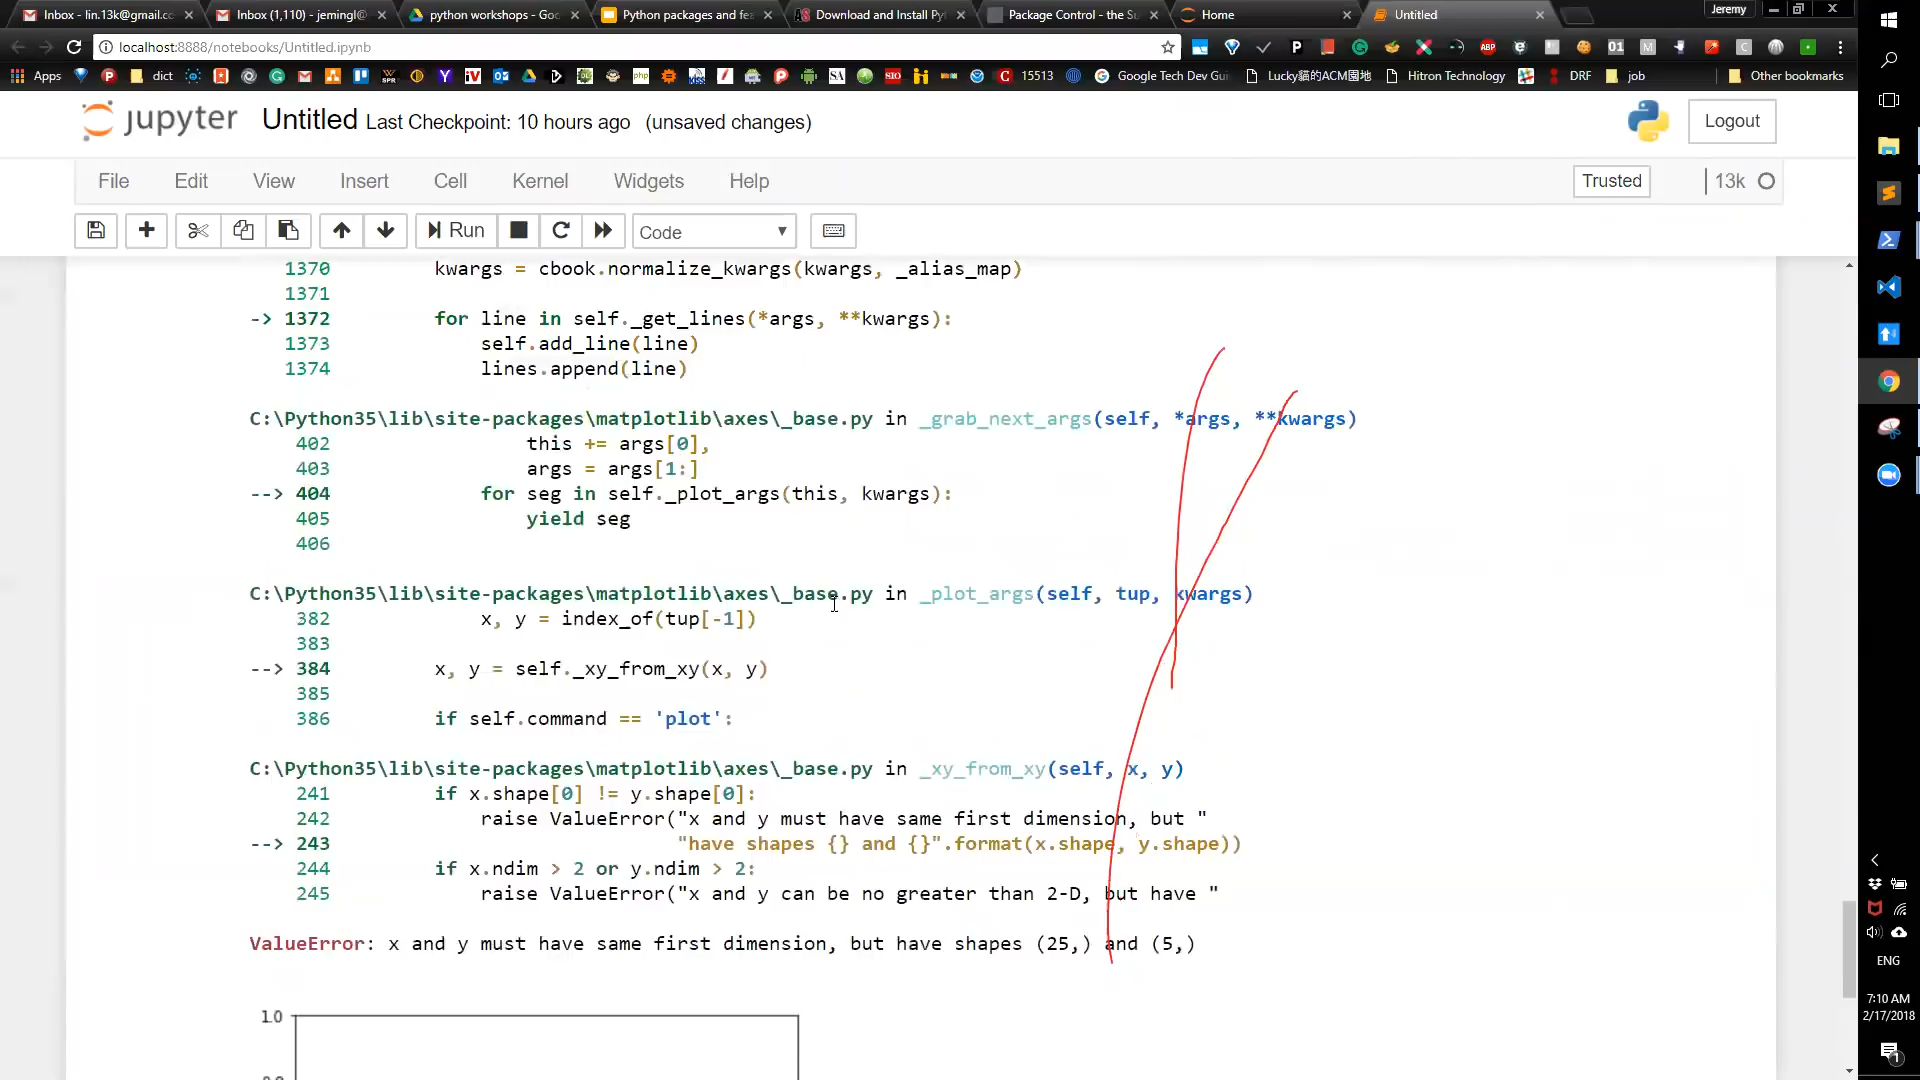 Inbox - lin.13k@gmail.co
Inbox (1,110) - jemingl@
python workshops - Goo
Python packages and fea
Download and Install Py
Package Control - the Su
Home
Untitled
Jeremy
localhost:8888/notebooks/Untitled.ipynb
Apps
dict
15513
Google Tech Dev Gui
Lucky貓的ACM園地
Hitron Technology
DRF
job
Other bookmarks
jupyter
Untitled Last Checkpoint: 10 hours ago (unsaved changes)
Logout
File Edit View Insert Cell Kernel Widgets Help
Trusted
13k
Run
Code
1370 kwargs = cbook.normalize_kwargs(kwargs, _alias_map)
1371
-> 1372 for line in self._get_lines(*args, **kwargs):
1373 self.add_line(line)
1374 lines.append(line)
C:\Python35\lib\site-packages\matplotlib\axes\_base.py in _grab_next_args(self, *args, **kwargs)
402 this += args[0],
403 args = args[1:]
--> 404 for seg in self._plot_args(this, kwargs):
405 yield seg
406
C:\Python35\lib\site-packages\matplotlib\axes\_base.py in _plot_args(self, tup, kwargs)
382 x, y = index_of(tup[-1])
383
--> 384 x, y = self._xy_from_xy(x, y)
385
386 if self.command == 'plot':
C:\Python35\lib\site-packages\matplotlib\axes\_base.py in _xy_from_xy(self, x, y)
241 if x.shape[0] != y.shape[0]:
242 raise ValueError("x and y must have same first dimension, but "
--> 243 "have shapes {} and {}".format(x.shape, y.shape))
244 if x.ndim > 2 or y.ndim > 2:
245 raise ValueError("x and y can be no greater than 2-D, but have "
ValueError: x and y must have same first dimension, but have shapes (25,) and (5,)
1.0
ENG
7:10 AM
2/17/2018